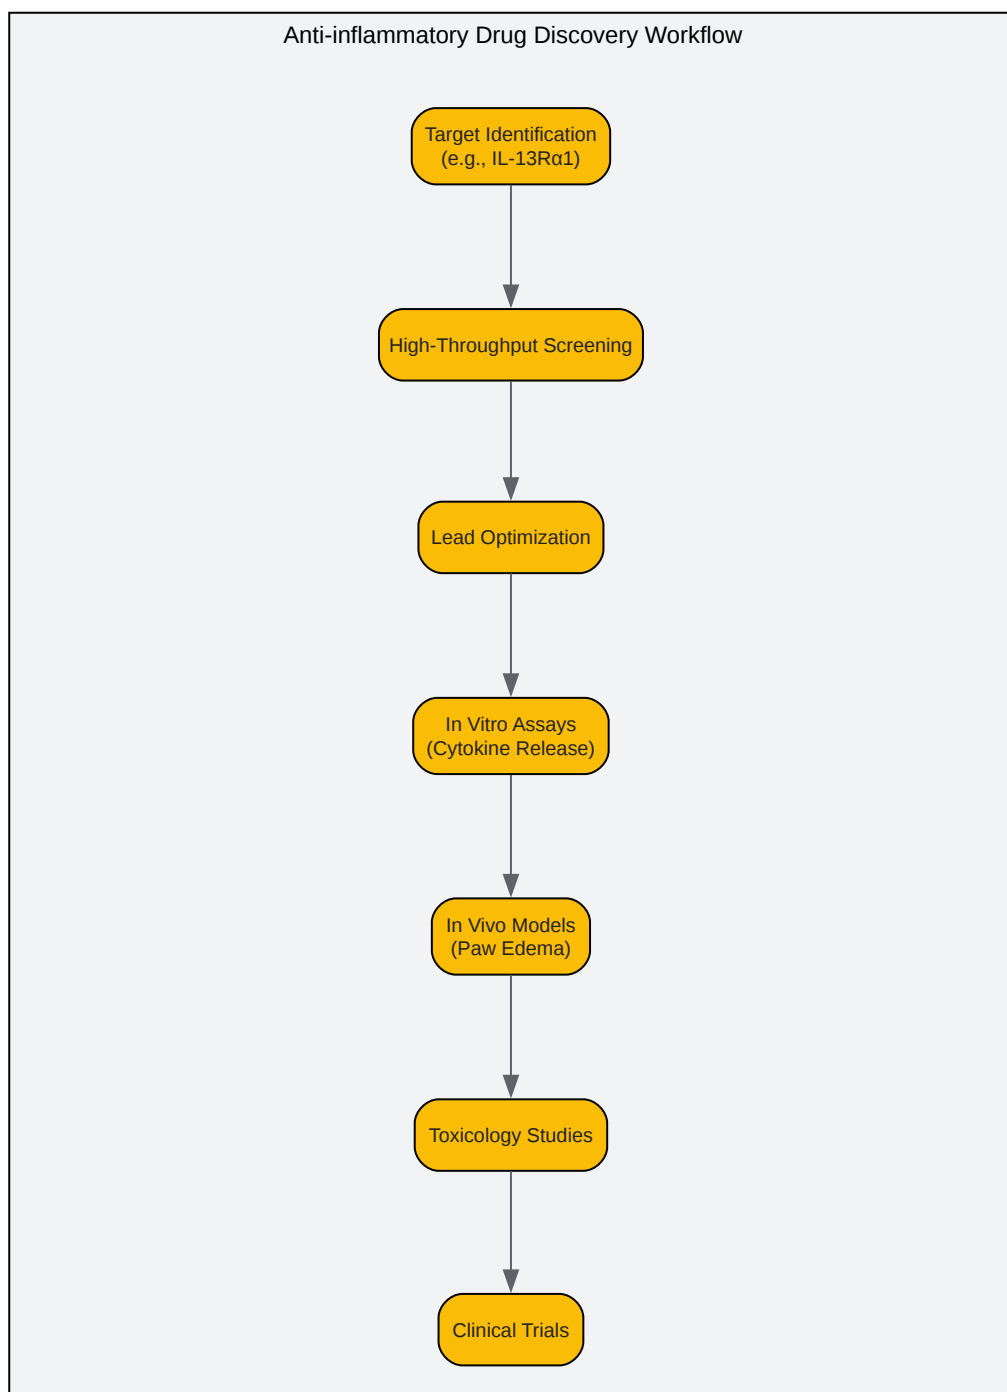 Anti-inflammatory Drug Discovery Workflow
Target Identification
(e.g., IL-13Rα1)
High-Throughput Screening
Lead Optimization
In Vitro Assays
(Cytokine Release)
In Vivo Models
(Paw Edema)
Toxicology Studies
Clinical Trials